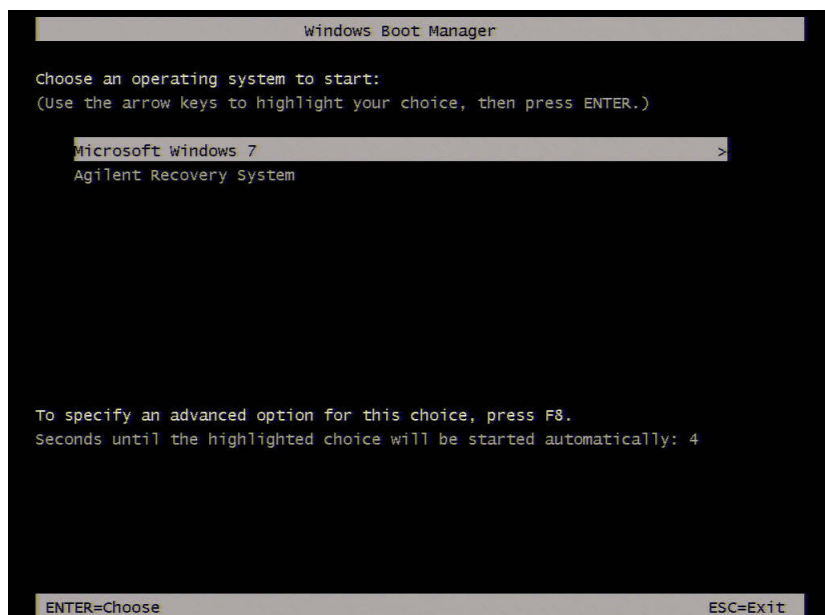 Windows Boot Manager
Choose an operating system to start:
(Use the arrow keys to highlight your choice, then press ENTER.)
Microsoft Windows 7 >
Agilent Recovery System
To specify an advanced option for this choice, press F8.
Seconds until the highlighted choice will be started automatically: 4
ENTER=Choose ESC=Exit